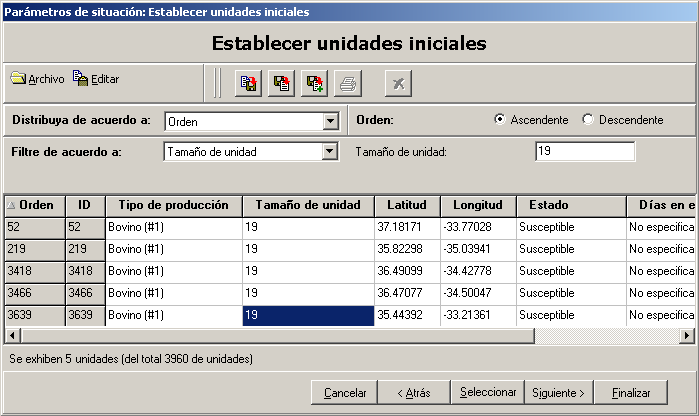 Parámetros de situación: Establecer unidades iniciales
Establecer unidades iniciales
Archivo Editar
Distribuya de acuerdo a: Orden Orden: Ascendente Descendente
Filtre de acuerdo a: Tamaño de unidad Tamaño de unidad: 19
Orden ID Tipo de producción Tamaño de unidad Latitud Longitud Estado Días en e
52 52 Bovino (#1) 19 37.18171 -33.77028 Susceptible No especifica
219 219 Bovino (#1) 19 35.82298 -35.03941 Susceptible No especifica
3418 3418 Bovino (#1) 19 36.49099 -34.42778 Susceptible No especifica
3466 3466 Bovino (#1) 19 36.47077 -34.50047 Susceptible No especifica
3639 3639 Bovino (#1) 19 35.44392 -33.21361 Susceptible No especifica
Se exhiben 5 unidades (del total 3960 de unidades)
Cancelar < Atrás Seleccionar Siguiente > Finalizar